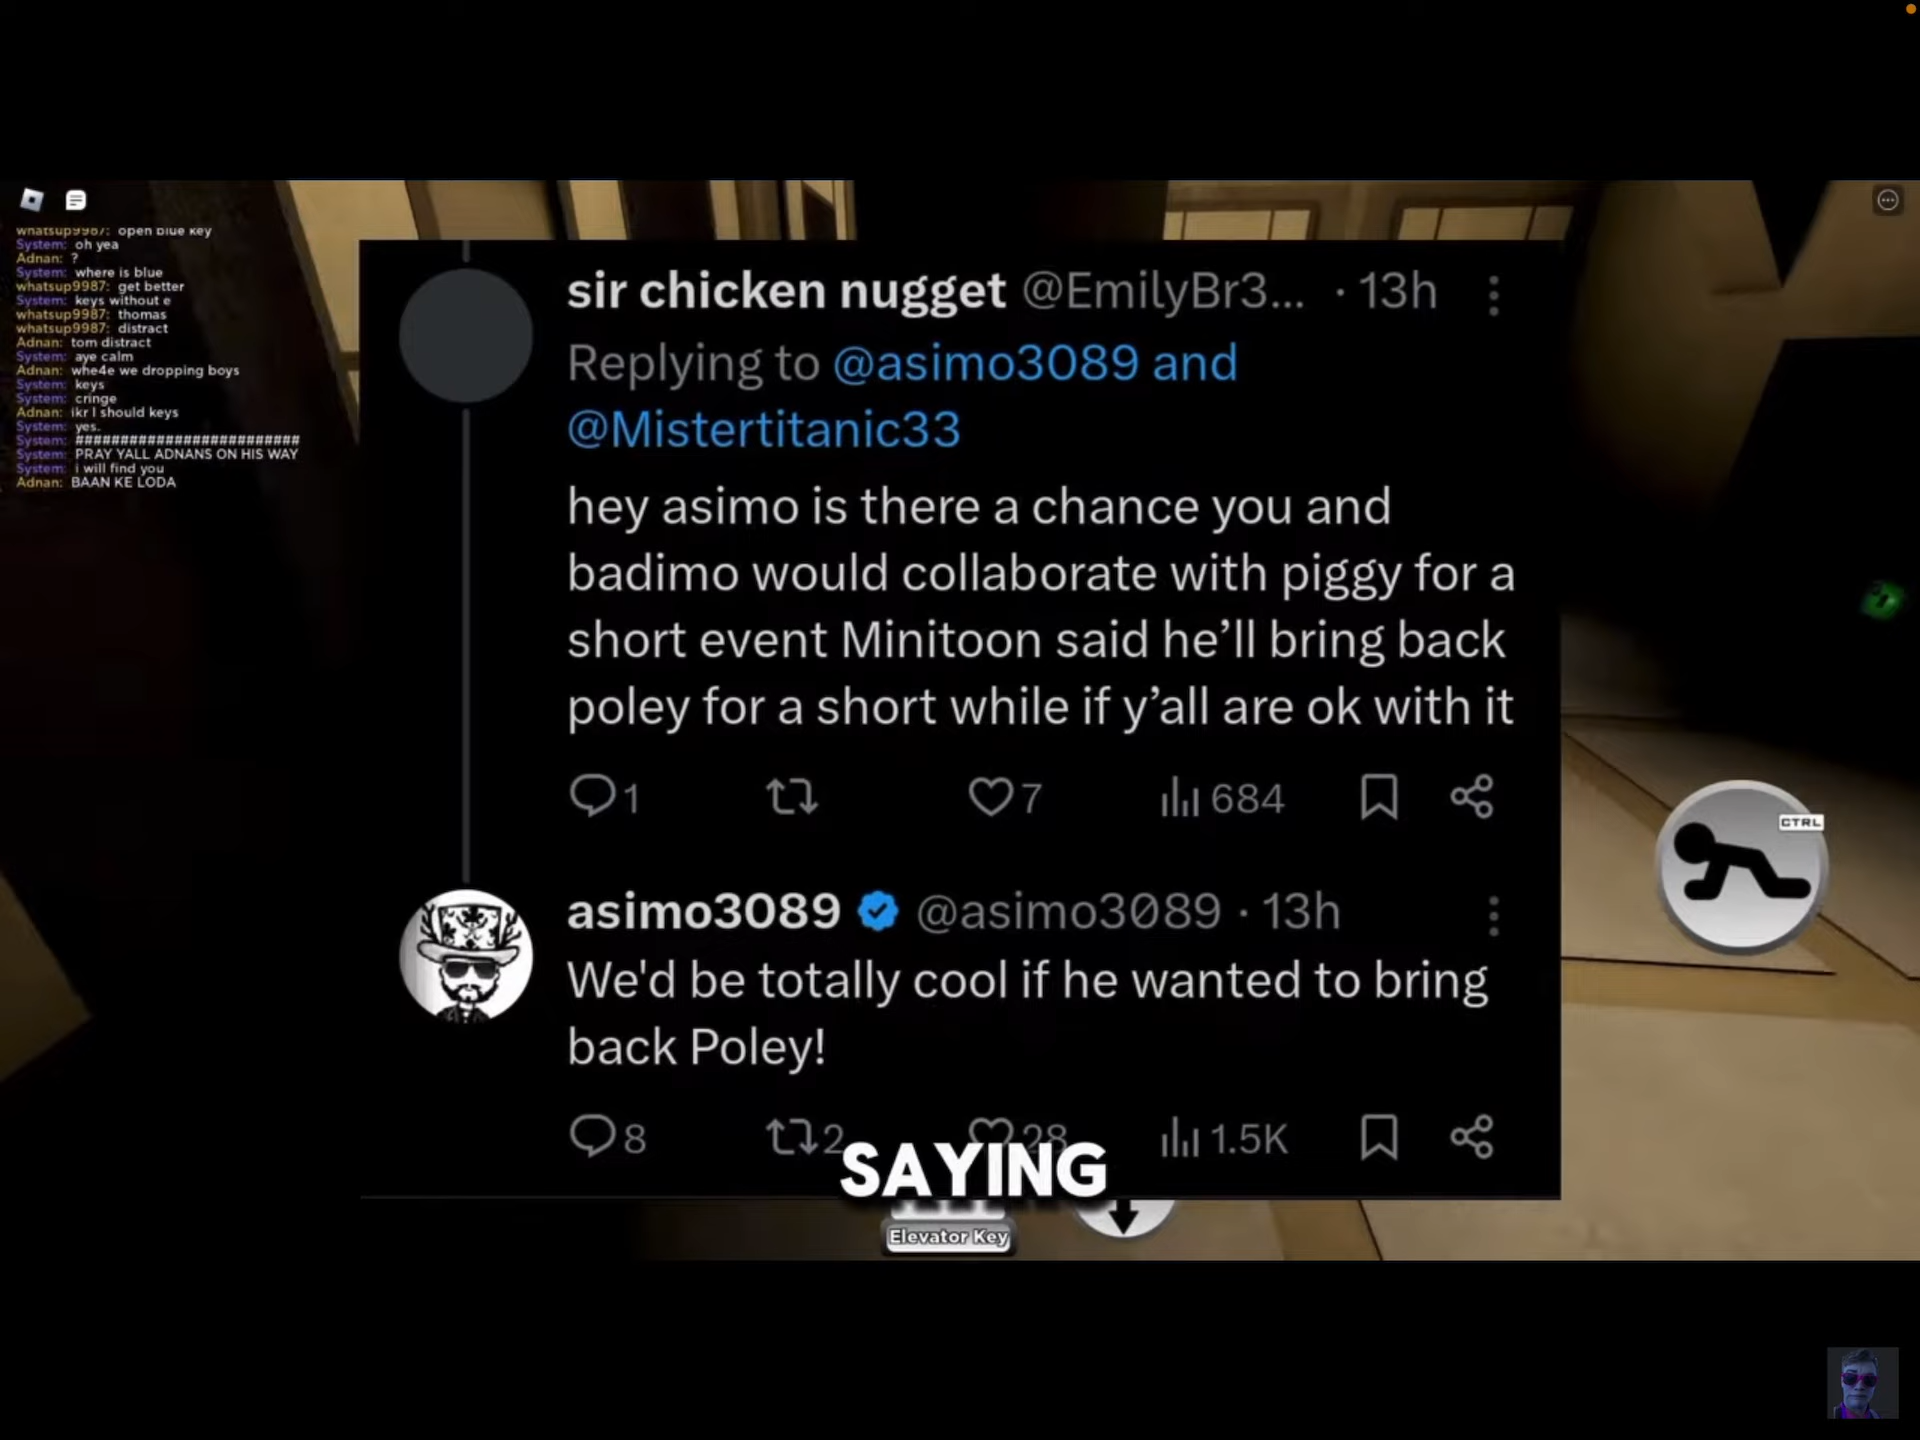 whatsup9987: open blue key
System: oh yea
Adnan: ?
System: where is blue
whatsup9987: get better
System: keys without e
whatsup9987: thomas
whatsup9987: distract
Adnan: tom distract
System: aye calm
Adnan: whe4e we dropping boys
System: keys
System: cringe
Adnan: ikr I should keys
System: yes.
System: #########################
System: PRAY YALL ADNANS ON HIS WAY
System: i will find you
Adnan: BAAN KE LODA
sir chicken nugget @EmilyBr3... · 13h
Replying to @asimo3089 and
@Mistertitanic33
hey asimo is there a chance you and
badimo would collaborate with piggy for a
short event Minitoon said he’ll bring back
poley for a short while if y’all are ok with it
1 7 684
CTRL
asimo3089 @asimo3089 · 13h
We'd be totally cool if he wanted to bring
back Poley!
8 2 28 1.5K
SAYING
Elevator Key